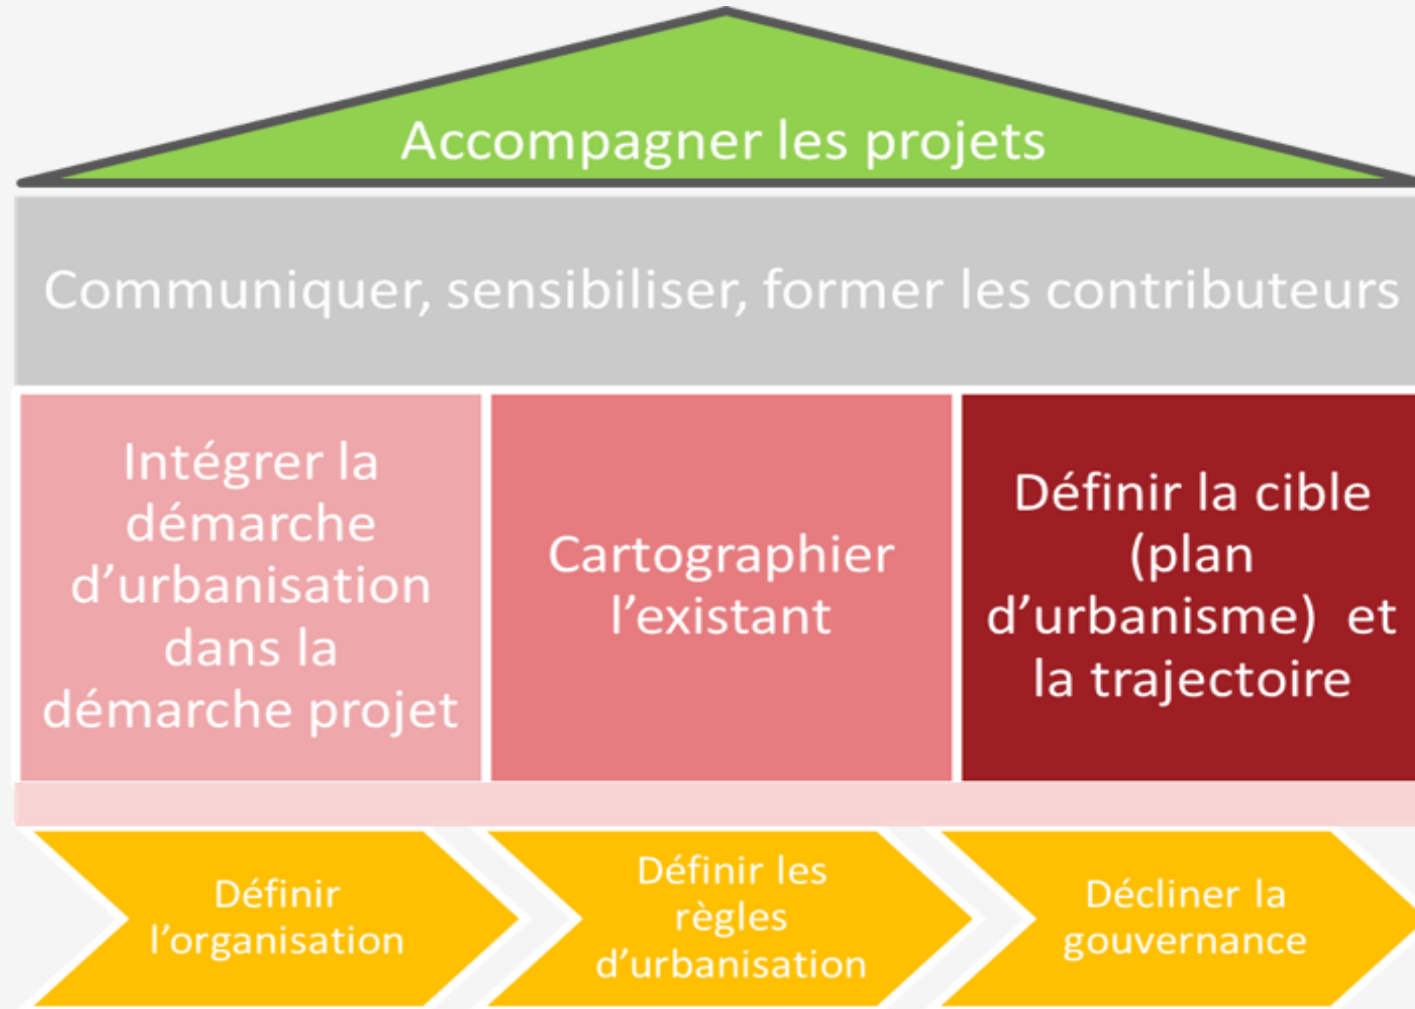 Accompagner les projets
Communiquer, sensibiliser, former les contributeurs
Intégrer la
démarche
d’urbanisation
dans la
démarche projet
Cartographier
l’existant
Définir la cible
(plan
d’urbanisme)  et
la trajectoire
Définir
l’organisation
Définir les
règles
d’urbanisation
Décliner la
gouvernance